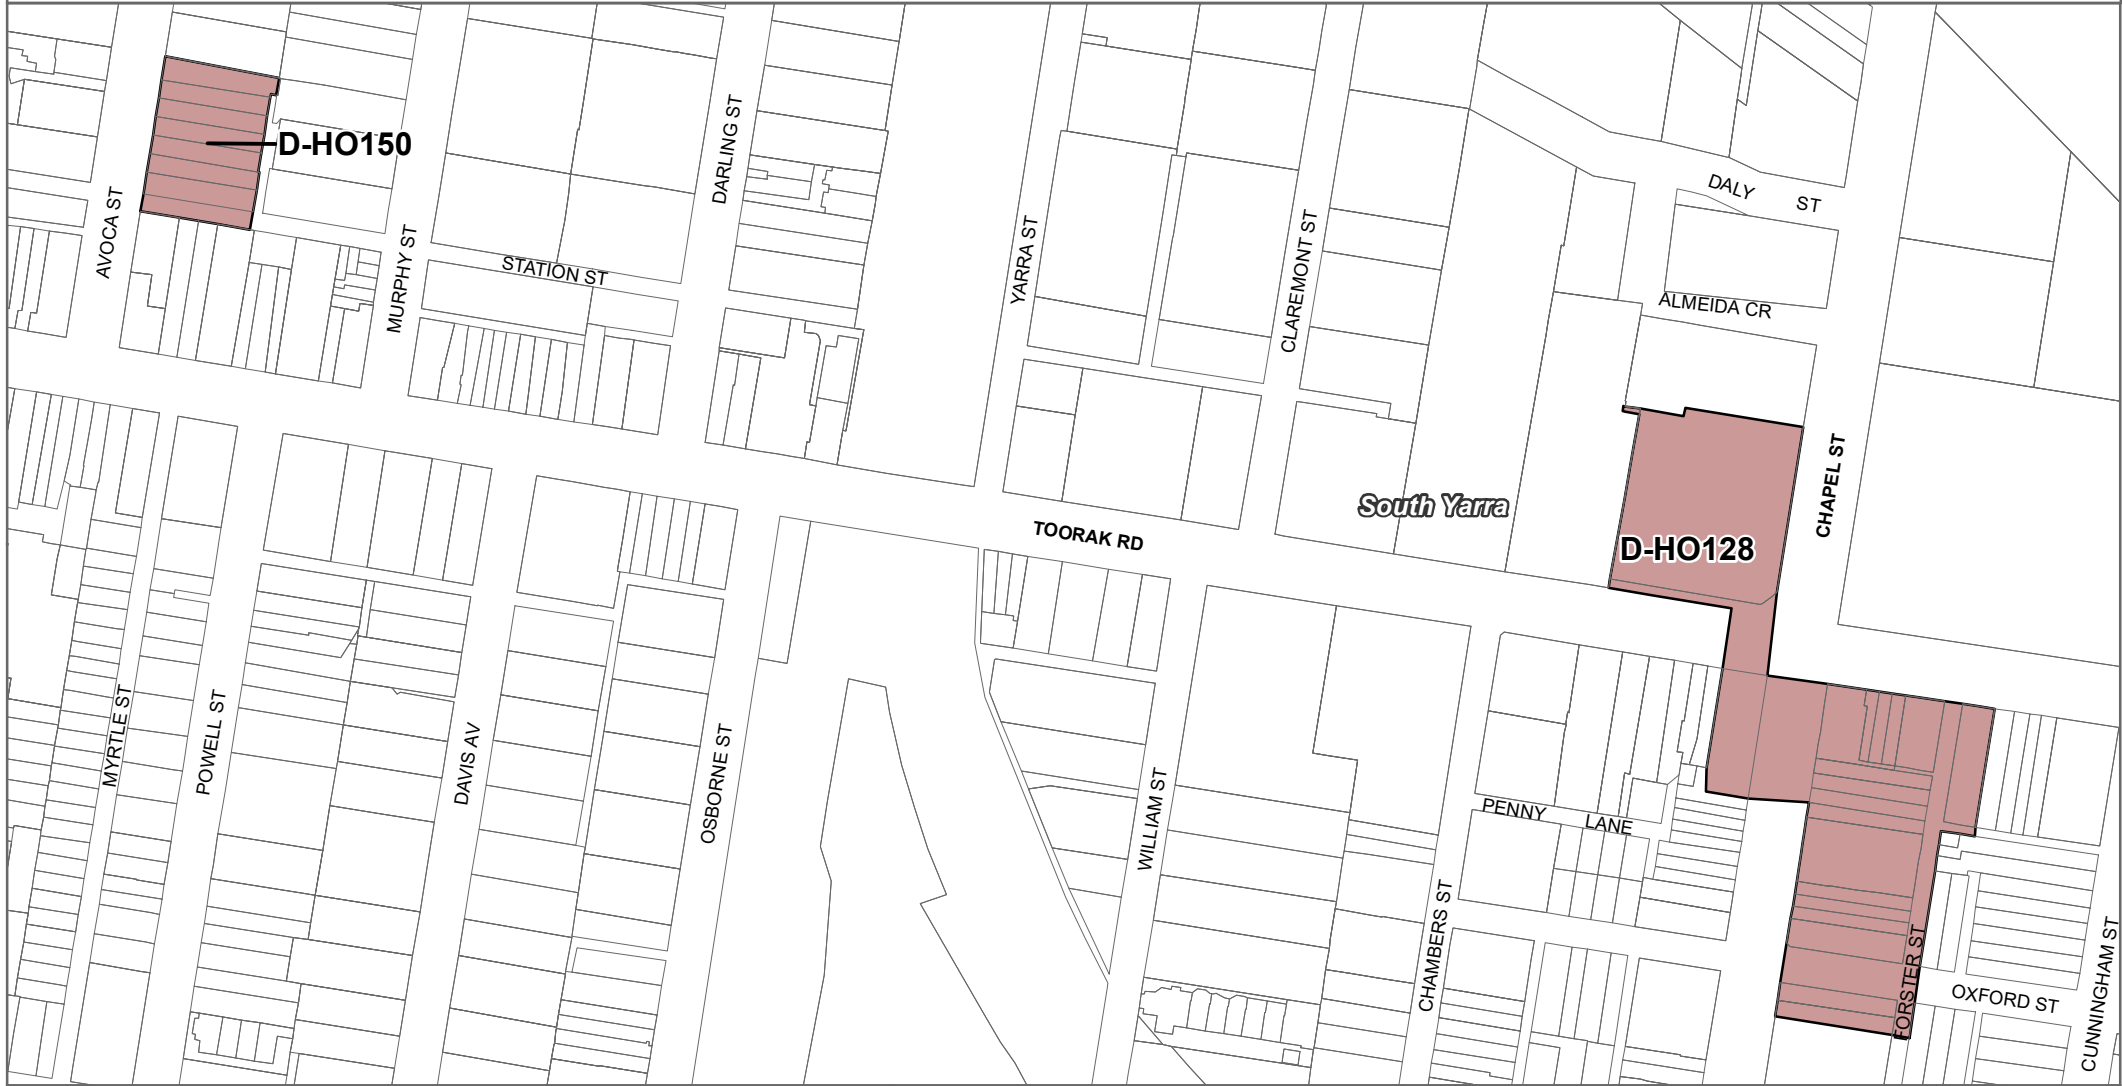 D-HO150
DARLING ST
DALY ST
AVOCA ST
MURPHY ST
STATION ST
YARRA ST
CLAREMONT ST
ALMEIDA CR
CHAPEL ST
South Yarra
TOORAK RD
D-HO128
MYRTLE ST
POWELL ST
DAVIS AV
OSBORNE ST
WILLIAM ST
PENNY LANE
CHAMBERS ST
FORSTER ST
OXFORD ST
CUNNINGHAM ST